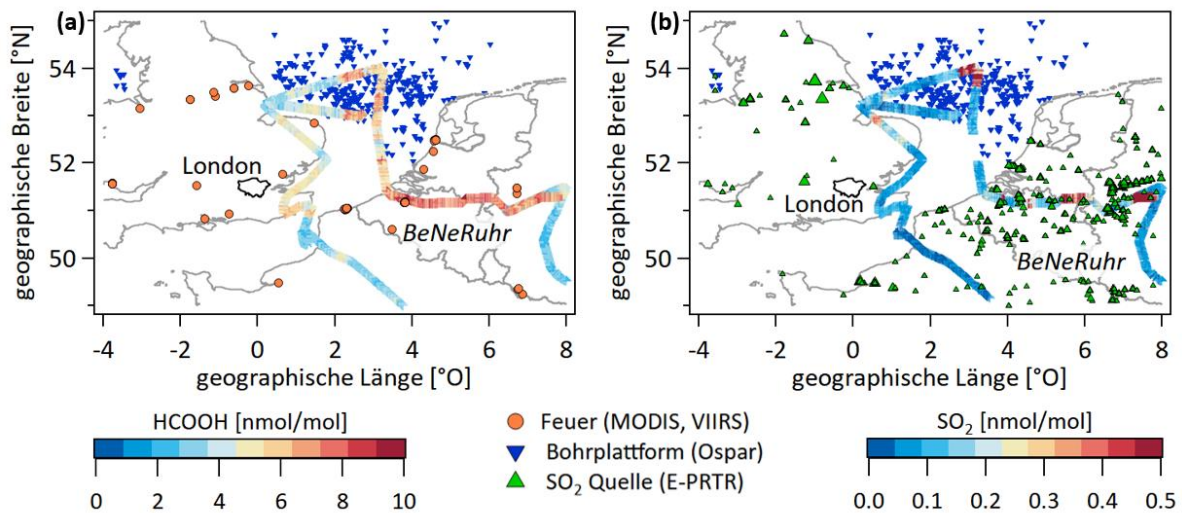 (a)
(b)
geographische Breite [°N]
54
52
50
London
BeNeRuhr
-4 -2 0 2 4 6 8
geographische Länge [°O]
geographische Breite [°N]
54
52
50
London
BeNeRuhr
-4 -2 0 2 4 6 8
geographische Länge [°O]
HCOOH [nmol/mol]
0 2 4 6 8 10
Feuer (MODIS, VIIRS)
Bohrplattform (Ospar)
SO₂ Quelle (E-PRTR)
SO₂ [nmol/mol]
0.0 0.1 0.2 0.3 0.4 0.5